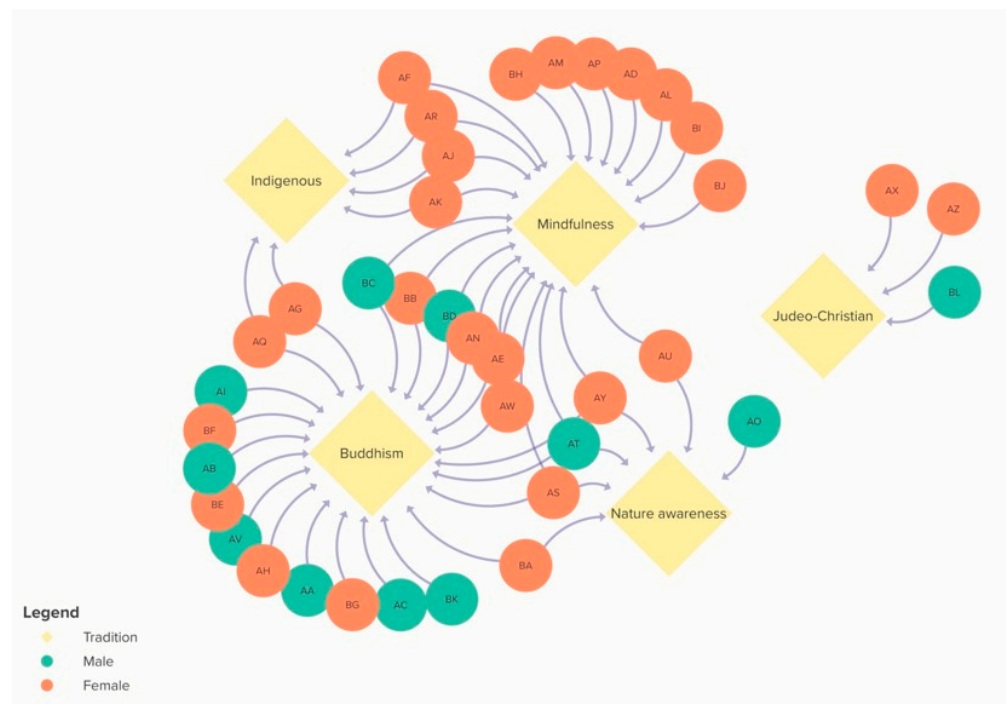 AF
AR
AJ
AK
BH
AM
AP
AD
AL
BI
BJ
Indigenous
Mindfulness
AX
AZ
BL
Judeo-Christian
BC
BB
BD
AN
AE
AW
AG
AQ
AU
AY
AT
AS
BA
AO
AI
BF
AB
BE
AV
AH
AA
BG
AC
BK
Buddhism
Nature awareness
Legend
Tradition
Male
Female